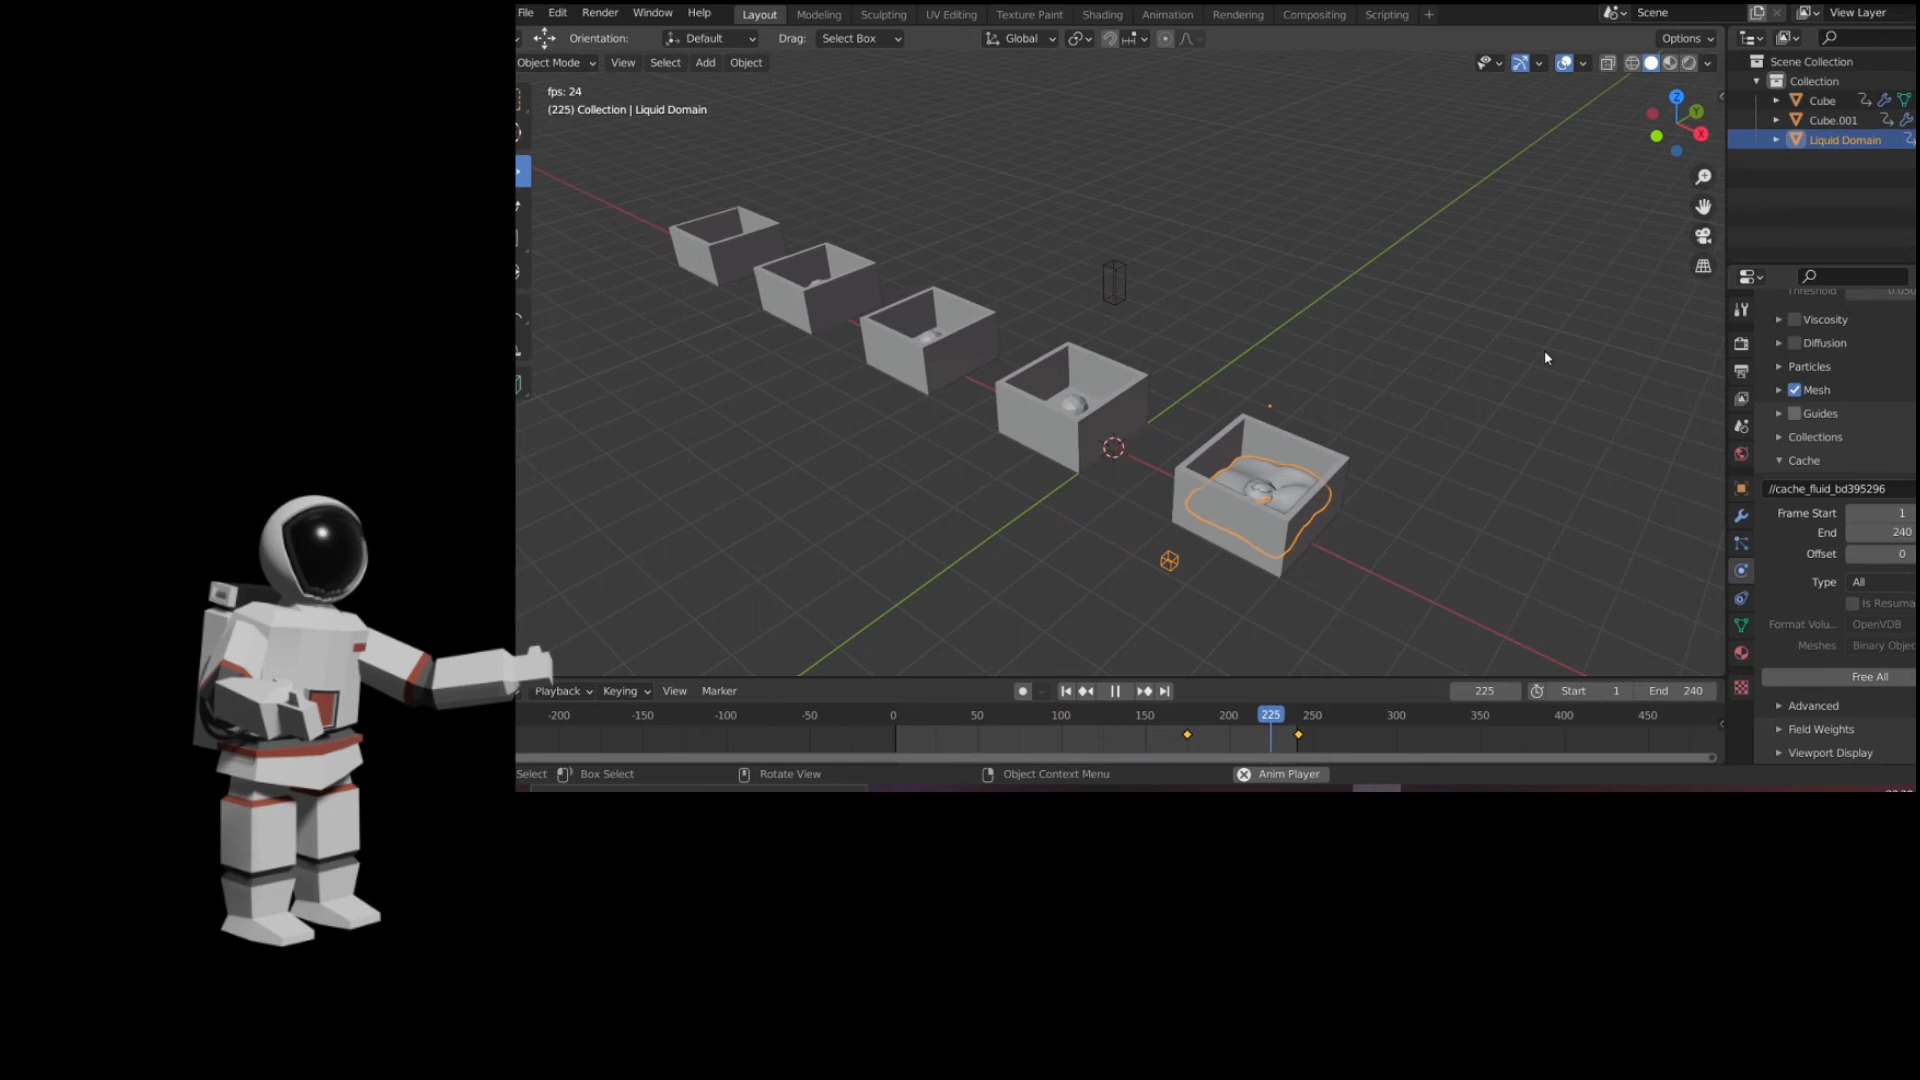 File Edit Render Window Help Layout Modeling Sculpting UV Editing Texture Paint Shading Animation Rendering Compositing Scripting + Scene View Layer
Orientation: Default Drag: Select Box Global Options
Object Mode View Select Add Object
Scene Collection
Collection
Cube
Cube.001
Liquid Domain
fps: 24
(225) Collection | Liquid Domain
Z
Y
X
Threshold
Viscosity
Diffusion
Particles
Mesh
Guides
Collections
Cache
//cache_fluid_bd395296
Frame Start 1
End 240
Offset 0
Type All
Is Resuma
Format Volu... OpenVDB
Meshes Binary Objec
Free All
Advanced
Field Weights
Viewport Display
Playback Keying View Marker 225 Start 1 End 240
-200 -150 -100 -50 0 50 100 150 200 225 250 300 350 400 450
Select Box Select Rotate View Object Context Menu Anim Player